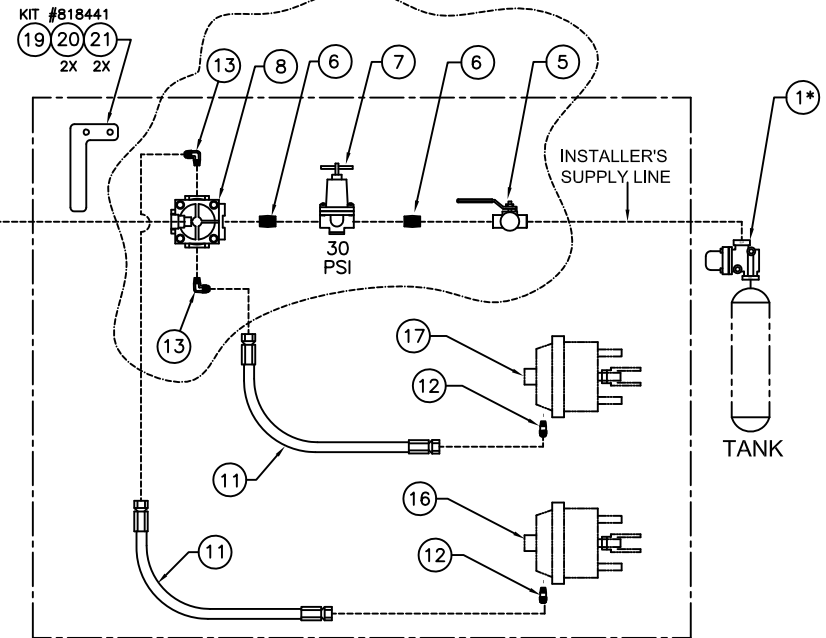 KIT #818441
19 20 21
2X 2X
13
8
6
7
6
5
1*
INSTALLER'S
SUPPLY LINE
30
PSI
13
17
12
TANK
11
16
11
12